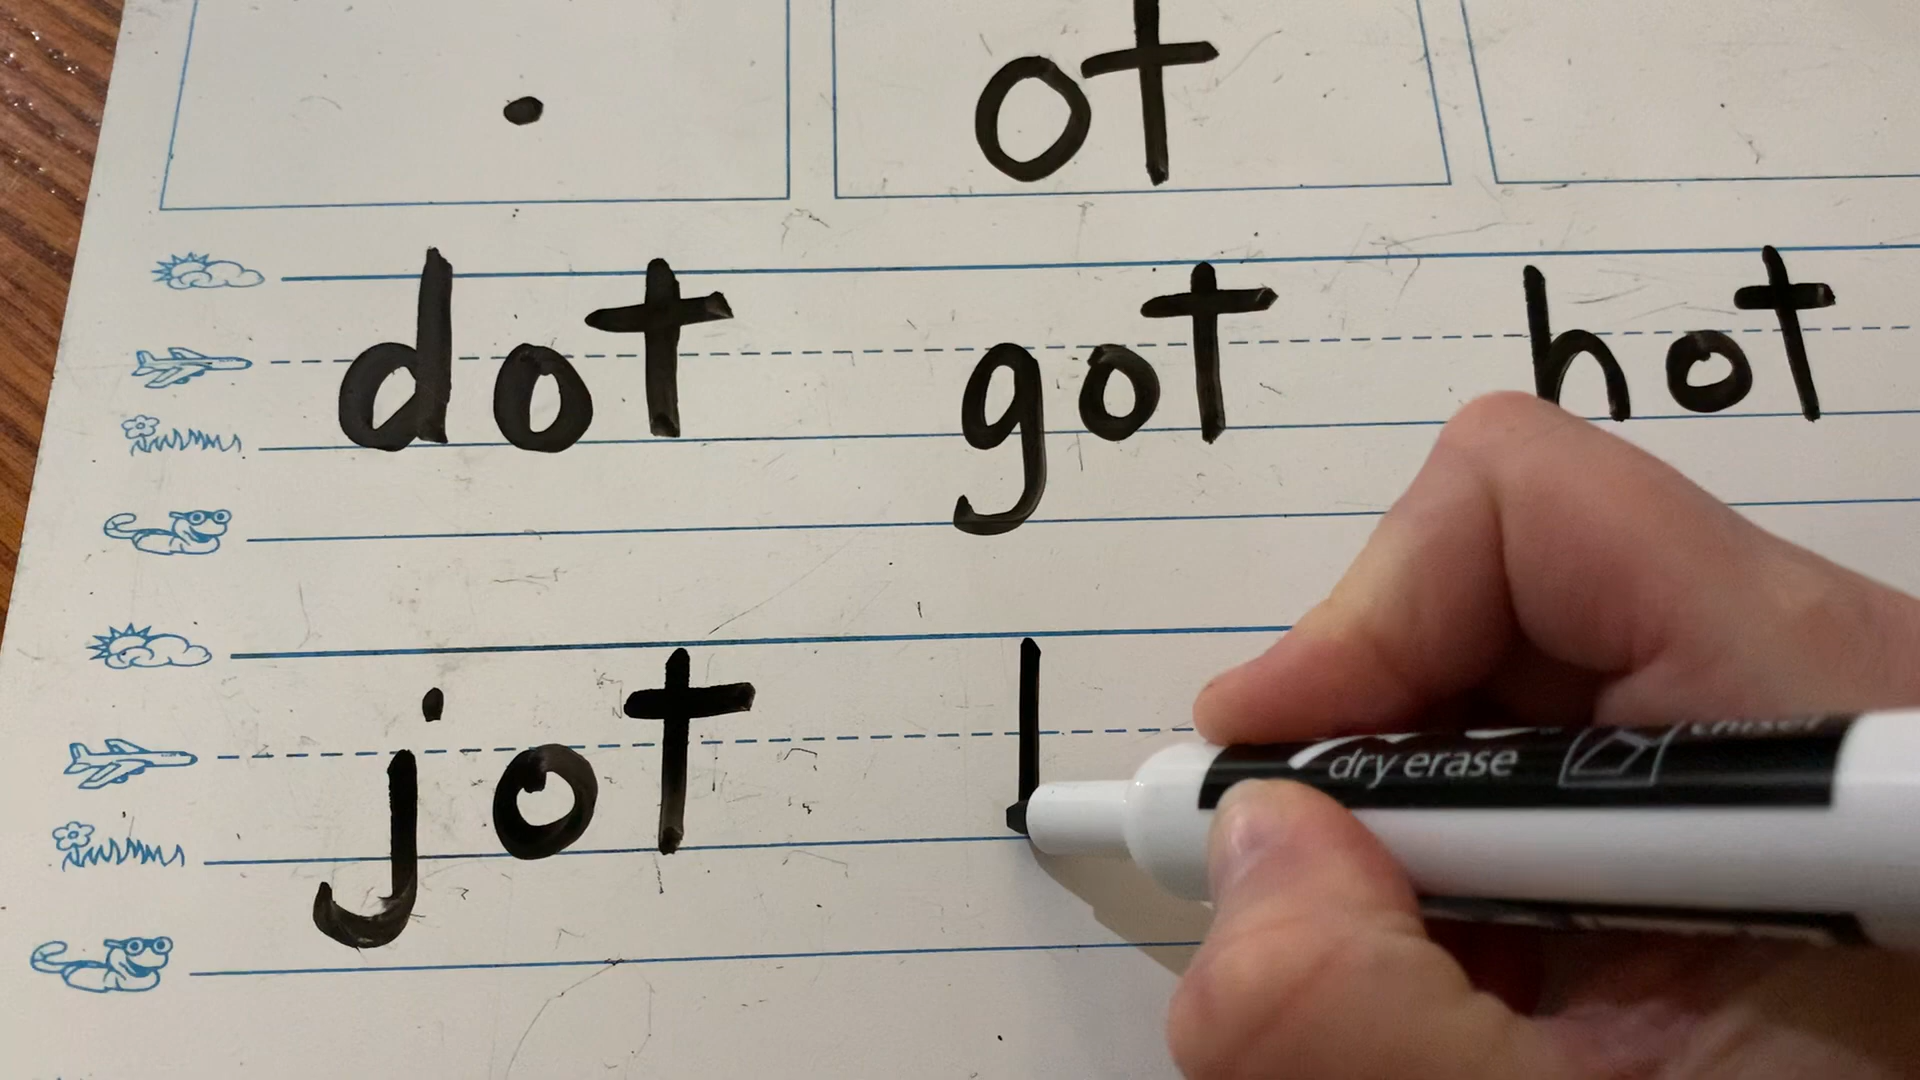 . ot
dot got hot
jot l
dry erase
chisel